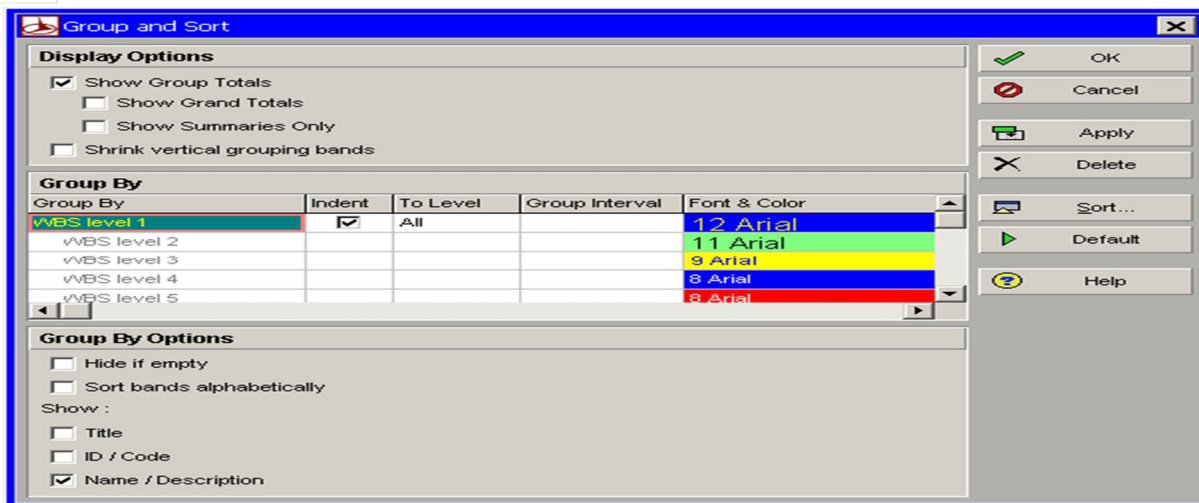 Group and Sort
Display Options
Show Group Totals
Show Grand Totals
Show Summaries Only
Shrink vertical grouping bands
Group By
Group By Indent To Level Group Interval Font & Color
WBS level 1 All 12 Arial
WBS level 2 11 Arial
WBS level 3 9 Arial
WBS level 4 8 Arial
WBS level 5 8 Arial
Group By Options
Hide if empty
Sort bands alphabetically
Show :
Title
ID / Code
Name / Description
OK
Cancel
Apply
Delete
Sort...
Default
Help